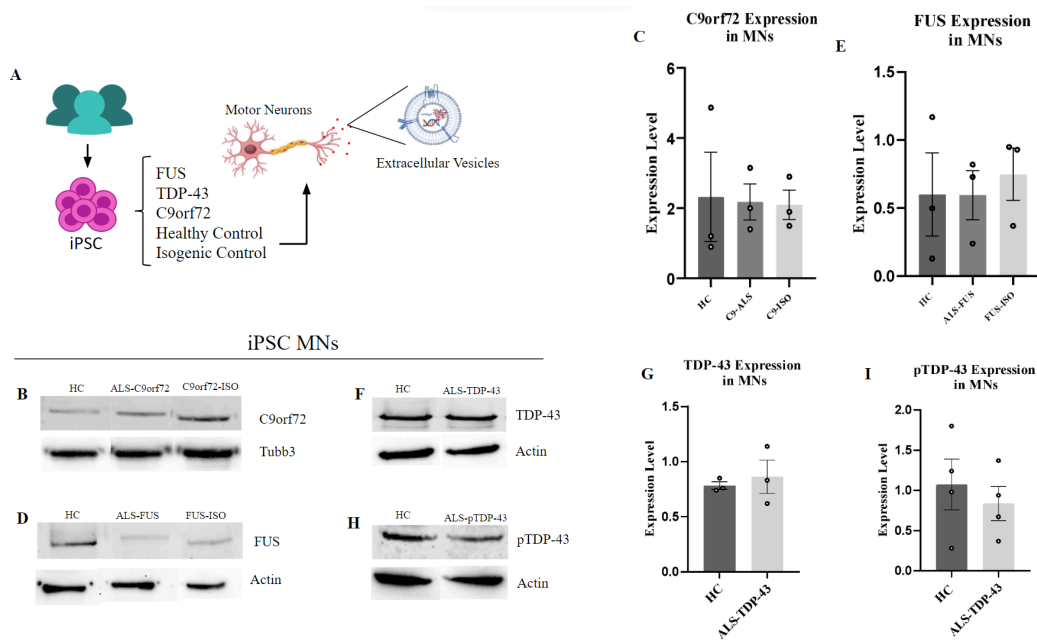 A
Motor Neurons
Extracellular Vesicles
iPSC
FUS
TDP-43
C9orf72
Healthy Control
Isogenic Control
iPSC MNs
B
HC
ALS-C9orf72
C9orf72-ISO
C9orf72
Tubb3
D
HC
ALS-FUS
FUS-ISO
FUS
Actin
F
HC
ALS-TDP-43
TDP-43
Actin
H
HC
ALS-pTDP-43
pTDP-43
Actin
C
C9orf72 Expression
in MNs
Expression Level
6
4
2
0
HC
C9-ALS
C9-ISO
E
FUS Expression
in MNs
Expression Level
1.5
1.0
0.5
0.0
HC
ALS-FUS
FUS-ISO
G
TDP-43 Expression
in MNs
Expression Level
1.5
1.0
0.5
0.0
HC
ALS-TDP-43
I
pTDP-43 Expression
in MNs
Expression Level
2.0
1.5
1.0
0.5
0.0
HC
ALS-TDP-43